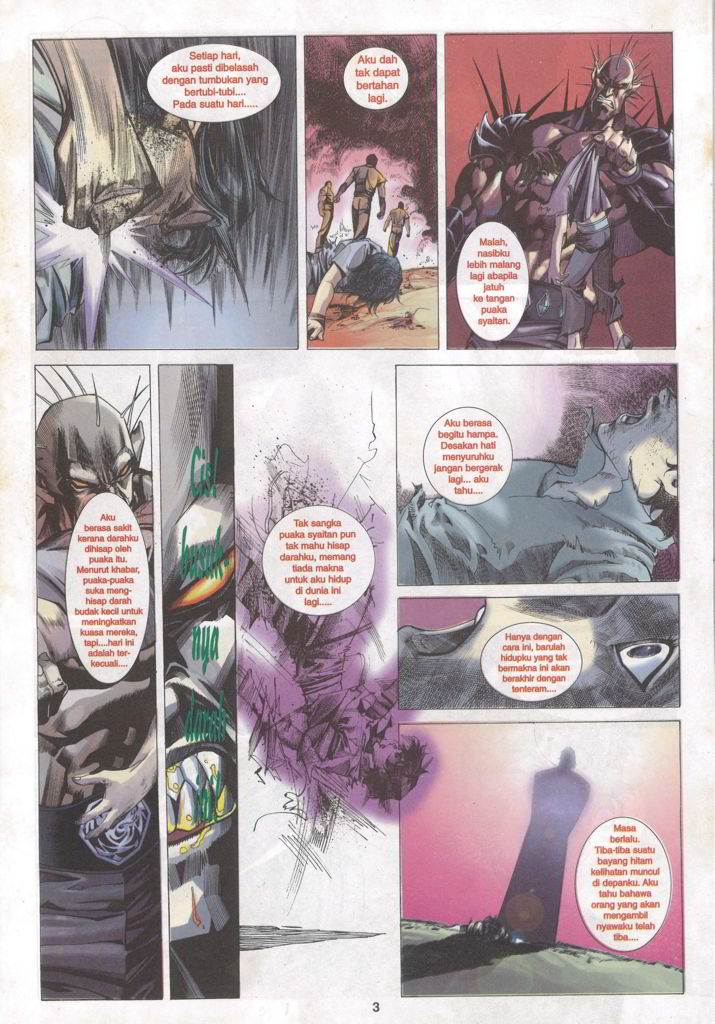 Setiap hari,
aku pasti dibelasah
dengan tumbukan yang
bertubi-tubi....
Pada suatu hari.....
Aku dah
tak dapat
bertahan
lagi.
Malah,
nasibku
lebih malang
lagi abapila
jatuh
ke tangan
puaka
syaitan.
Aku
berasa sakit
kerana darahku
dihisap oleh
puaka itu.
Menurut khabar,
puaka-puaka
suka meng-
hisap darah
budak kecil untuk
meningkatkan
kuasa mereka,
tapi....hari ini
adalah ter-
kecuali....
Cis!
busuk
nya
darah
ini!
Tak sangka
puaka syaitan pun
tak mahu hisap
darahku, memang
tiada makna
untuk aku hidup
di dunia ini
lagi.....
Aku berasa
begitu hampa.
Desakan hati
menyuruhku
jangan bergerak
lagi... aku
tahu....
Hanya dengan
cara ini, barulah
hidupku yang tak
bermakna ini akan
berakhir dengan
tenteram....
Masa
berlalu.
Tiba-tiba suatu
bayang hitam
kelihatan muncul
di depanku. Aku
tahu bahawa
orang yang akan
mengambil
nyawaku telah
tiba....
3